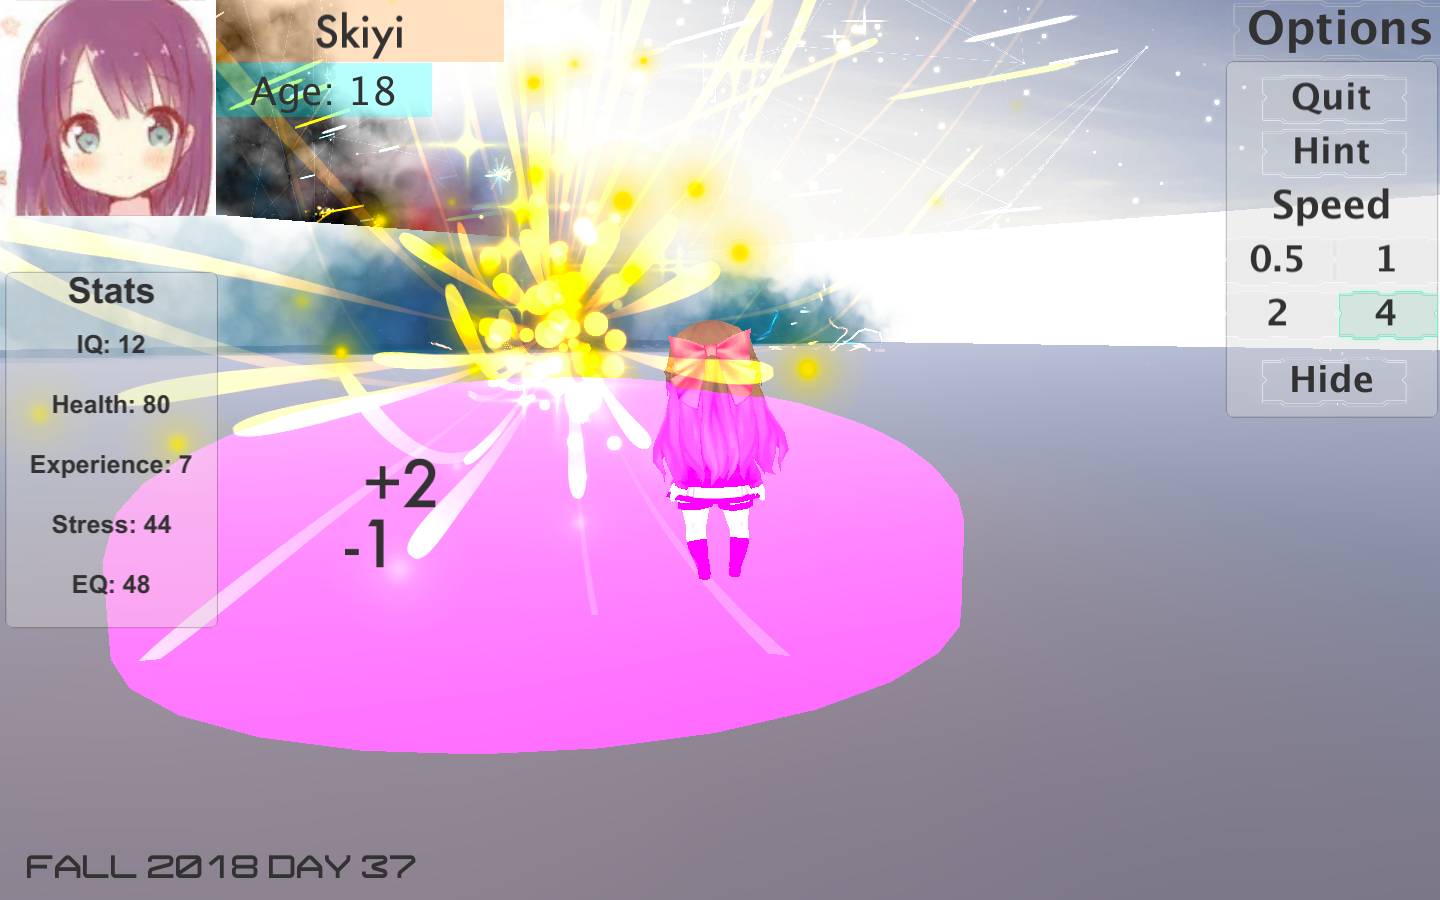 Skiyi
Age: 18
Options
Quit
Hint
Speed
0.5 1
2 4
Hide
Stats
IQ: 12
Health: 80
Experience: 7
Stress: 44
EQ: 48
+2
-1
FALL 2018 DAY 37